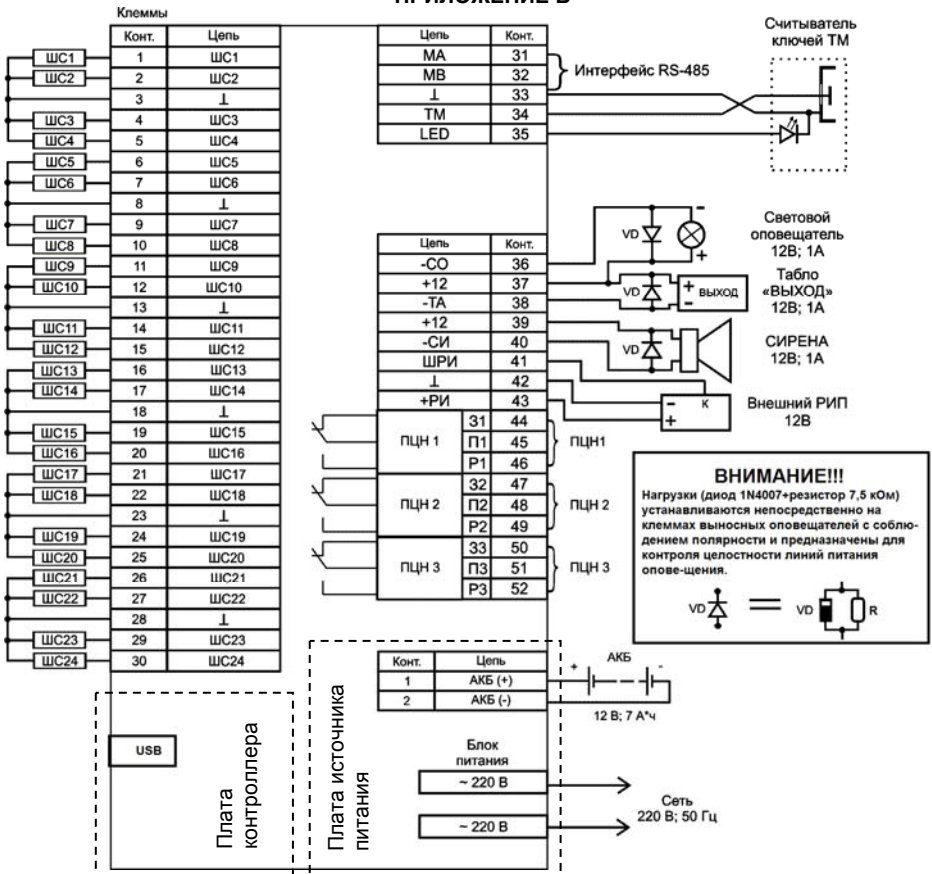 ПРИЛОЖЕНИЕ В
Клеммы
Конт. Цепь
ШС1 1 ШС1
ШС2 2 ШС2
3 ⊥
ШС3 4 ШС3
ШС4 5 ШС4
ШС5 6 ШС5
ШС6 7 ШС6
8 ⊥
ШС7 9 ШС7
ШС8 10 ШС8
ШС9 11 ШС9
ШС10 12 ШС10
13 ⊥
ШС11 14 ШС11
ШС12 15 ШС12
ШС13 16 ШС13
ШС14 17 ШС14
18 ⊥
ШС15 19 ШС15
ШС16 20 ШС16
ШС17 21 ШС17
ШС18 22 ШС18
23 ⊥
ШС19 24 ШС19
ШС20 25 ШС20
ШС21 26 ШС21
ШС22 27 ШС22
28 ⊥
ШС23 29 ШС23
ШС24 30 ШС24
USB
Плата
контроллера
Цепь Конт.
МА 31
МВ 32
⊥ 33
ТМ 34
LED 35
Интерфейс RS-485
Считыватель
ключей ТМ
Цепь Конт.
-СО 36
+12 37
-ТА 38
+12 39
-СИ 40
ШРИ 41
⊥ 42
+РИ 43
ПЦН 1
З1 44
П1 45
Р1 46
ПЦН1
ПЦН 2
З2 47
П2 48
Р2 49
ПЦН 2
ПЦН 3
З3 50
П3 51
Р3 52
ПЦН 3
VD
-
+
Световой
оповещатель
12В; 1А
VD
+ ВЫХОД
-
Табло
«ВЫХОД»
12В; 1А
VD
СИРЕНА
12В; 1А
- К
+
Внешний РИП
12В
ВНИМАНИЕ!!!
Нагрузки (диод 1N4007+резистор 7,5 кОм)
устанавливаются непосредственно на
клеммах выносных оповещателей с соблю-
дением полярности и предназначены для
контроля целостности линий питания
опове-щения.
VD = VD R
Плата источника
питания
Конт. Цепь
1 АКБ (+)
2 АКБ (-)
+ АКБ -
12 В; 7 А*ч
Блок
питания
~ 220 В
~ 220 В
Сеть
220 В; 50 Гц